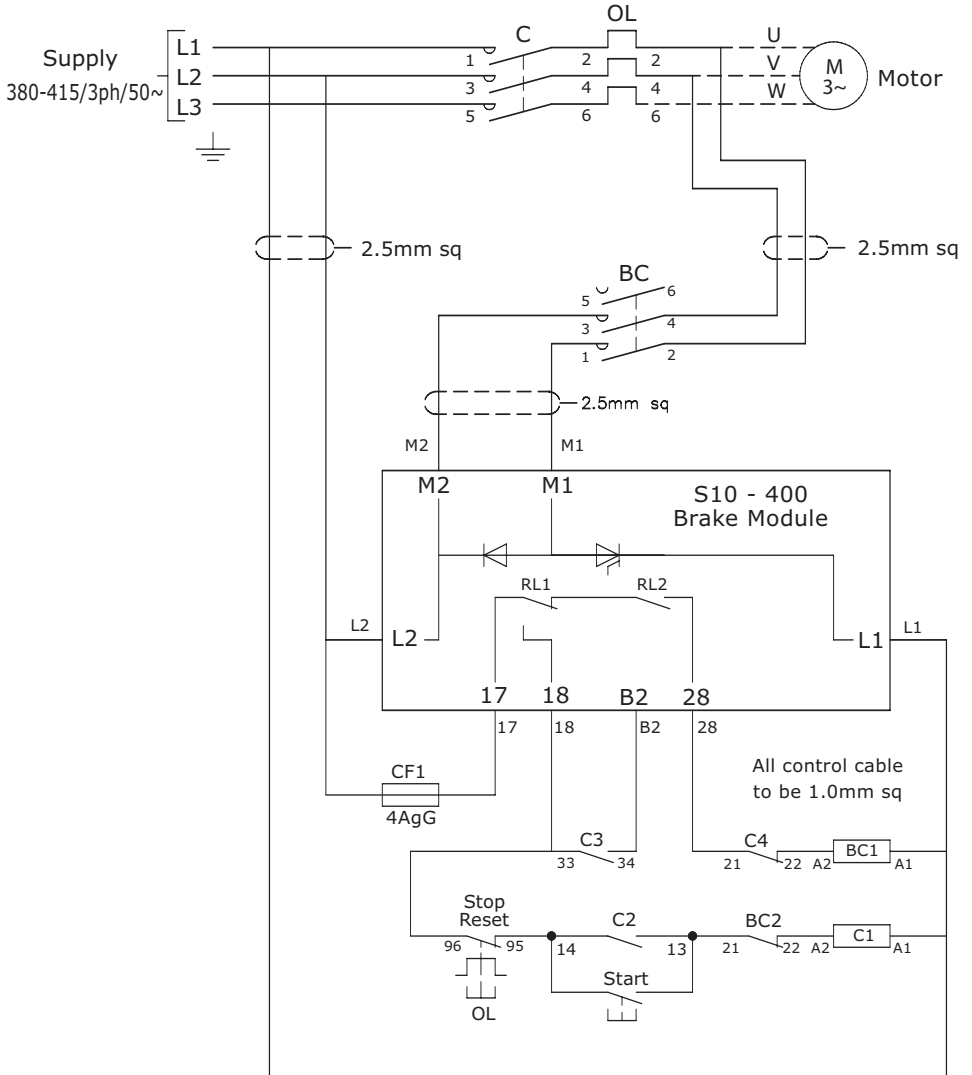 C OL
Supply
380-415/3ph/50~
L1
L2
L3
1 2 2
3 4 4
5 6 6
U
V
W
M
3~
Motor
2.5mm sq
2.5mm sq
BC
5 6
3 4
1 2
2.5mm sq
M2 M1
M2 M1
S10 - 400
Brake Module
RL1 RL2
L2 L2 L1 L1
17 18 B2 28
17 18 B2 28
CF1
4AgG
All control cable
to be 1.0mm sq
C3
33 34
C4
21 22 A2 BC1 A1
Stop
Reset
96 95
C2
14 13
BC2
21 22 A2 C1 A1
Start
OL